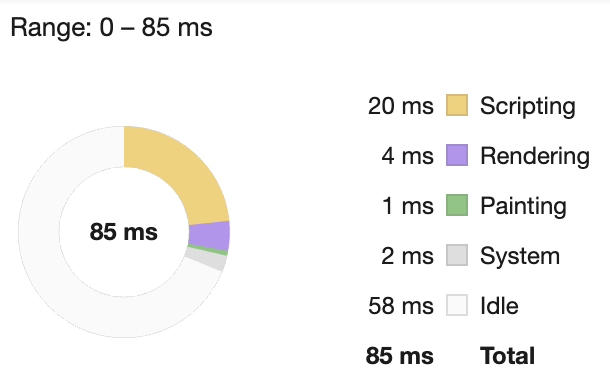 Range: 0 – 85 ms
85 ms
20 ms Scripting
4 ms Rendering
1 ms Painting
2 ms System
58 ms Idle
85 ms Total